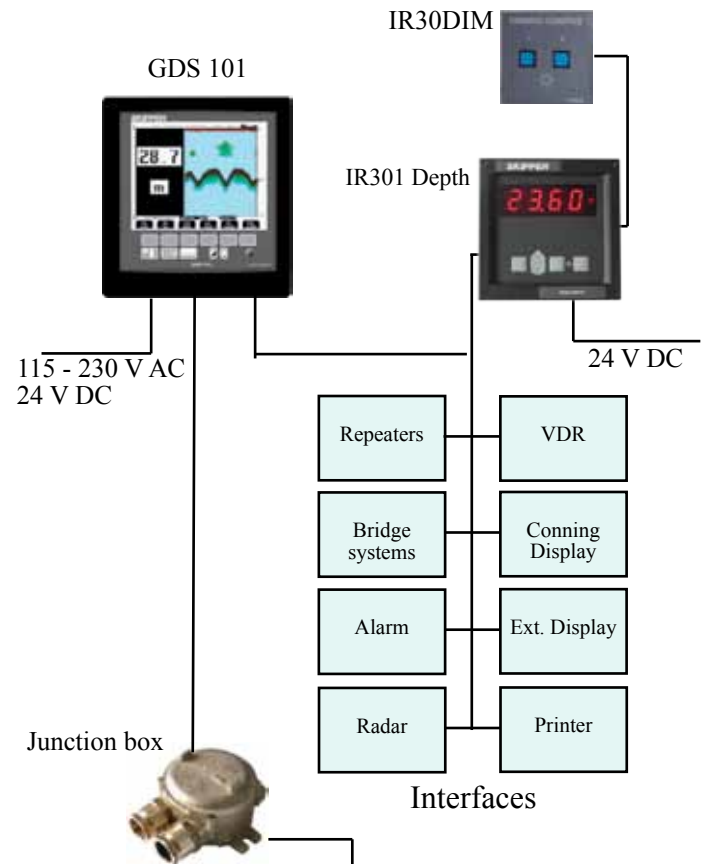 IR30DIM
GDS 101
SKIPPER
28.7
m
IR301 Depth
SKIPPER
23.60
115 - 230 V AC
24 V DC
24 V DC
Repeaters
VDR
Bridge
systems
Conning
Display
Alarm
Ext. Display
Radar
Printer
Junction box
Interfaces